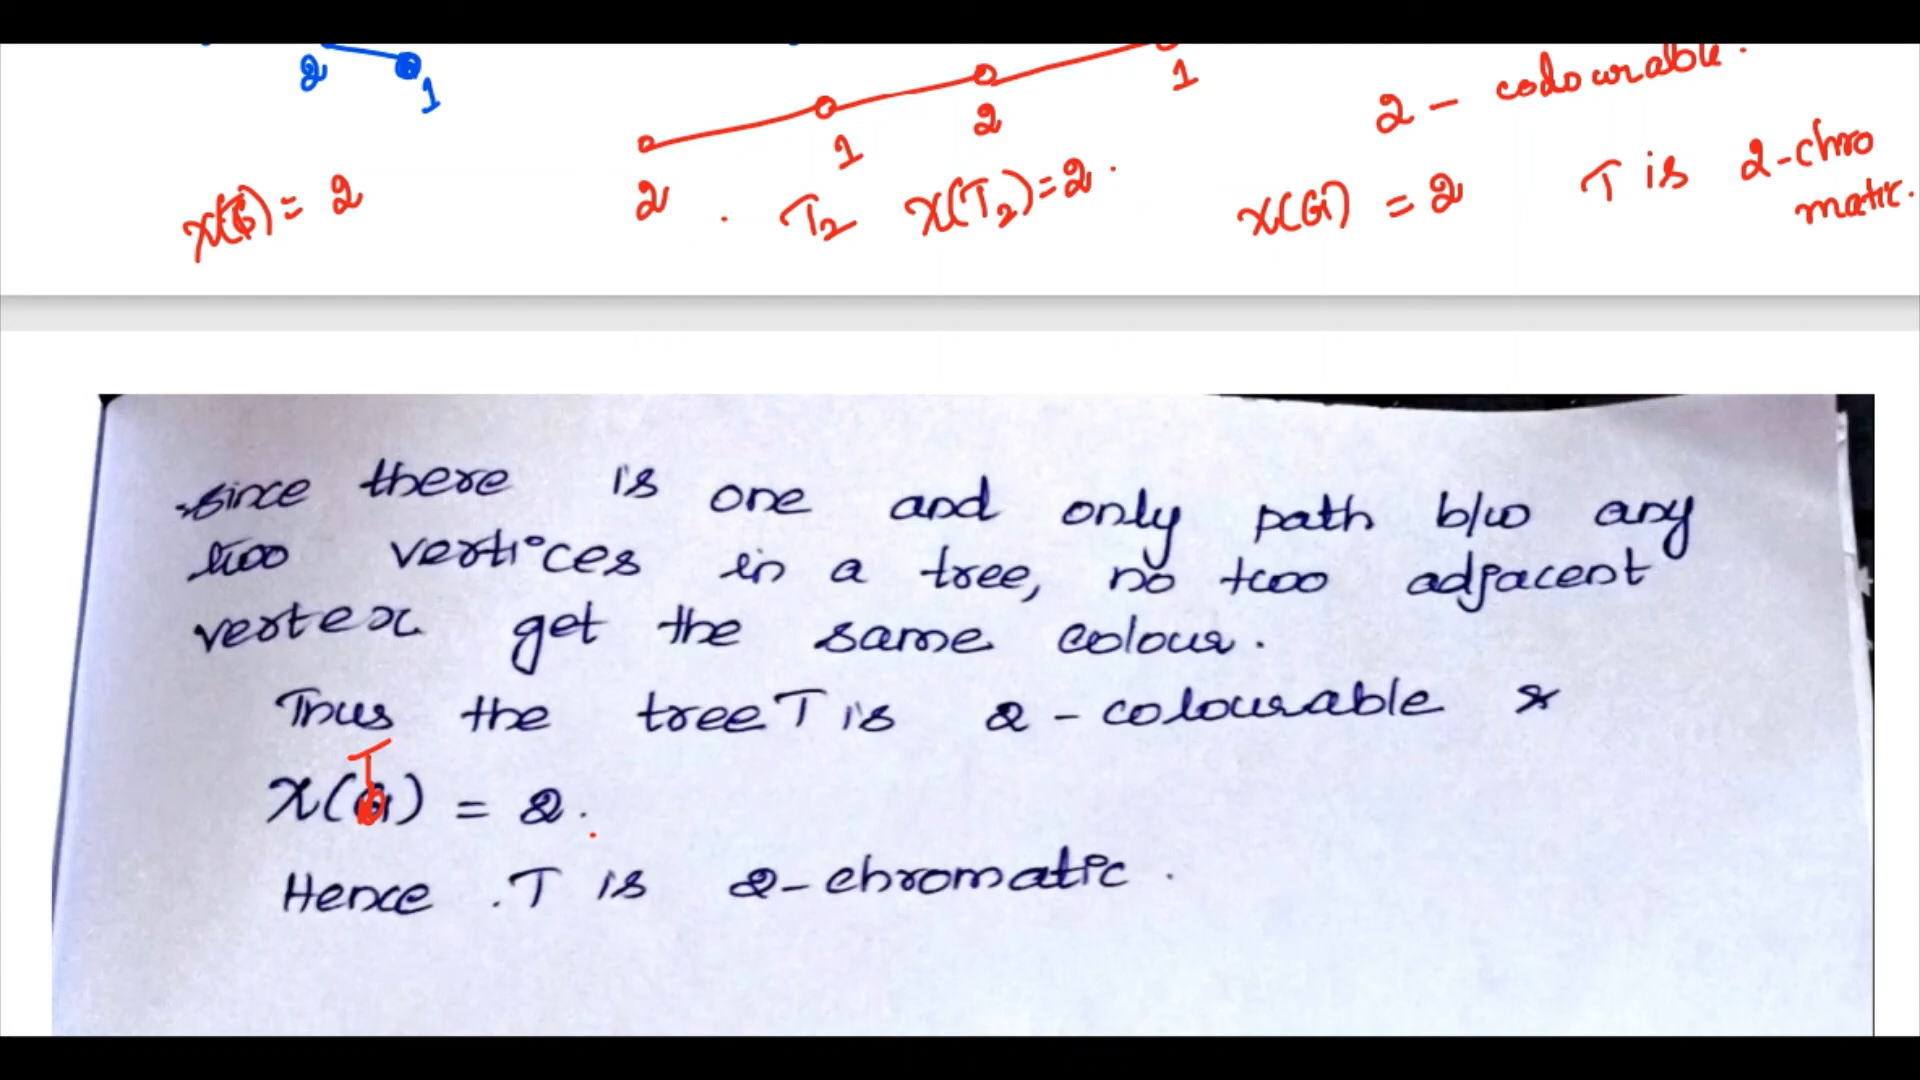 2
1
1
2
1
2
2 - colourable.
χ(T) = 2
T₂ χ(T₂) = 2.
χ(G) = 2
T is 2-chro
matic.
since there is one and only path b/w any
two vertices in a tree, no two adjacent
vertex get the same colour.
Thus the tree T is 2-colourable &
T
χ(G) = 2.
Hence T is 2-chromatic.